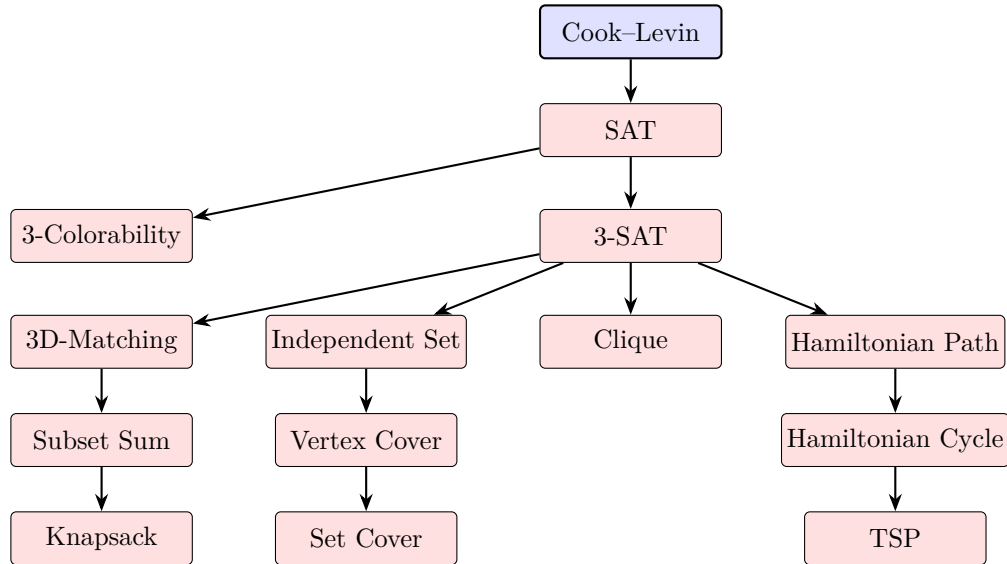 Cook–Levin
SAT
3-Colorability
3-SAT
3D-Matching
Independent Set
Clique
Hamiltonian Path
Subset Sum
Vertex Cover
Hamiltonian Cycle
Knapsack
Set Cover
TSP